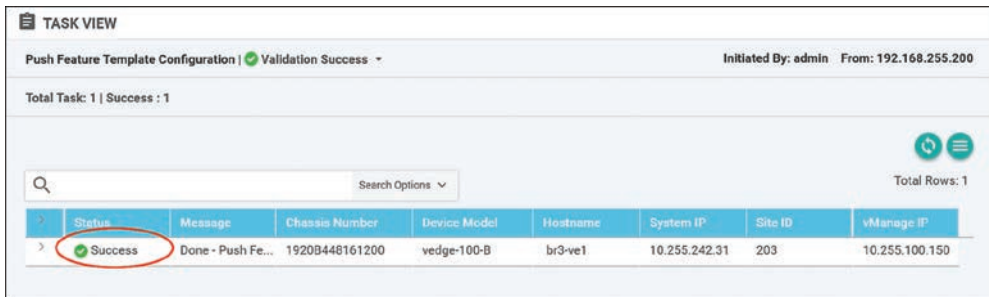 TASK VIEW
Push Feature Template Configuration | Validation Success
Initiated By: admin From: 192.168.255.200
Total Task: 1 | Success : 1
Search Options
Total Rows: 1
Status Message Chassis Number Device Model Hostname System IP Site ID vManage IP
Success Done - Push Fe... 1920B448161200 vedge-100-B br3-ve1 10.255.242.31 203 10.255.100.150